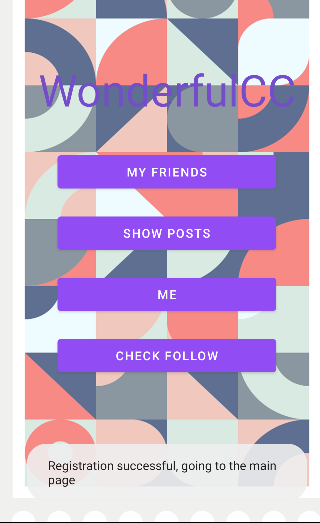 WonderfulCC
MY FRIENDS
SHOW POSTS
ME
CHECK FOLLOW
Registration successful, going to the main
page